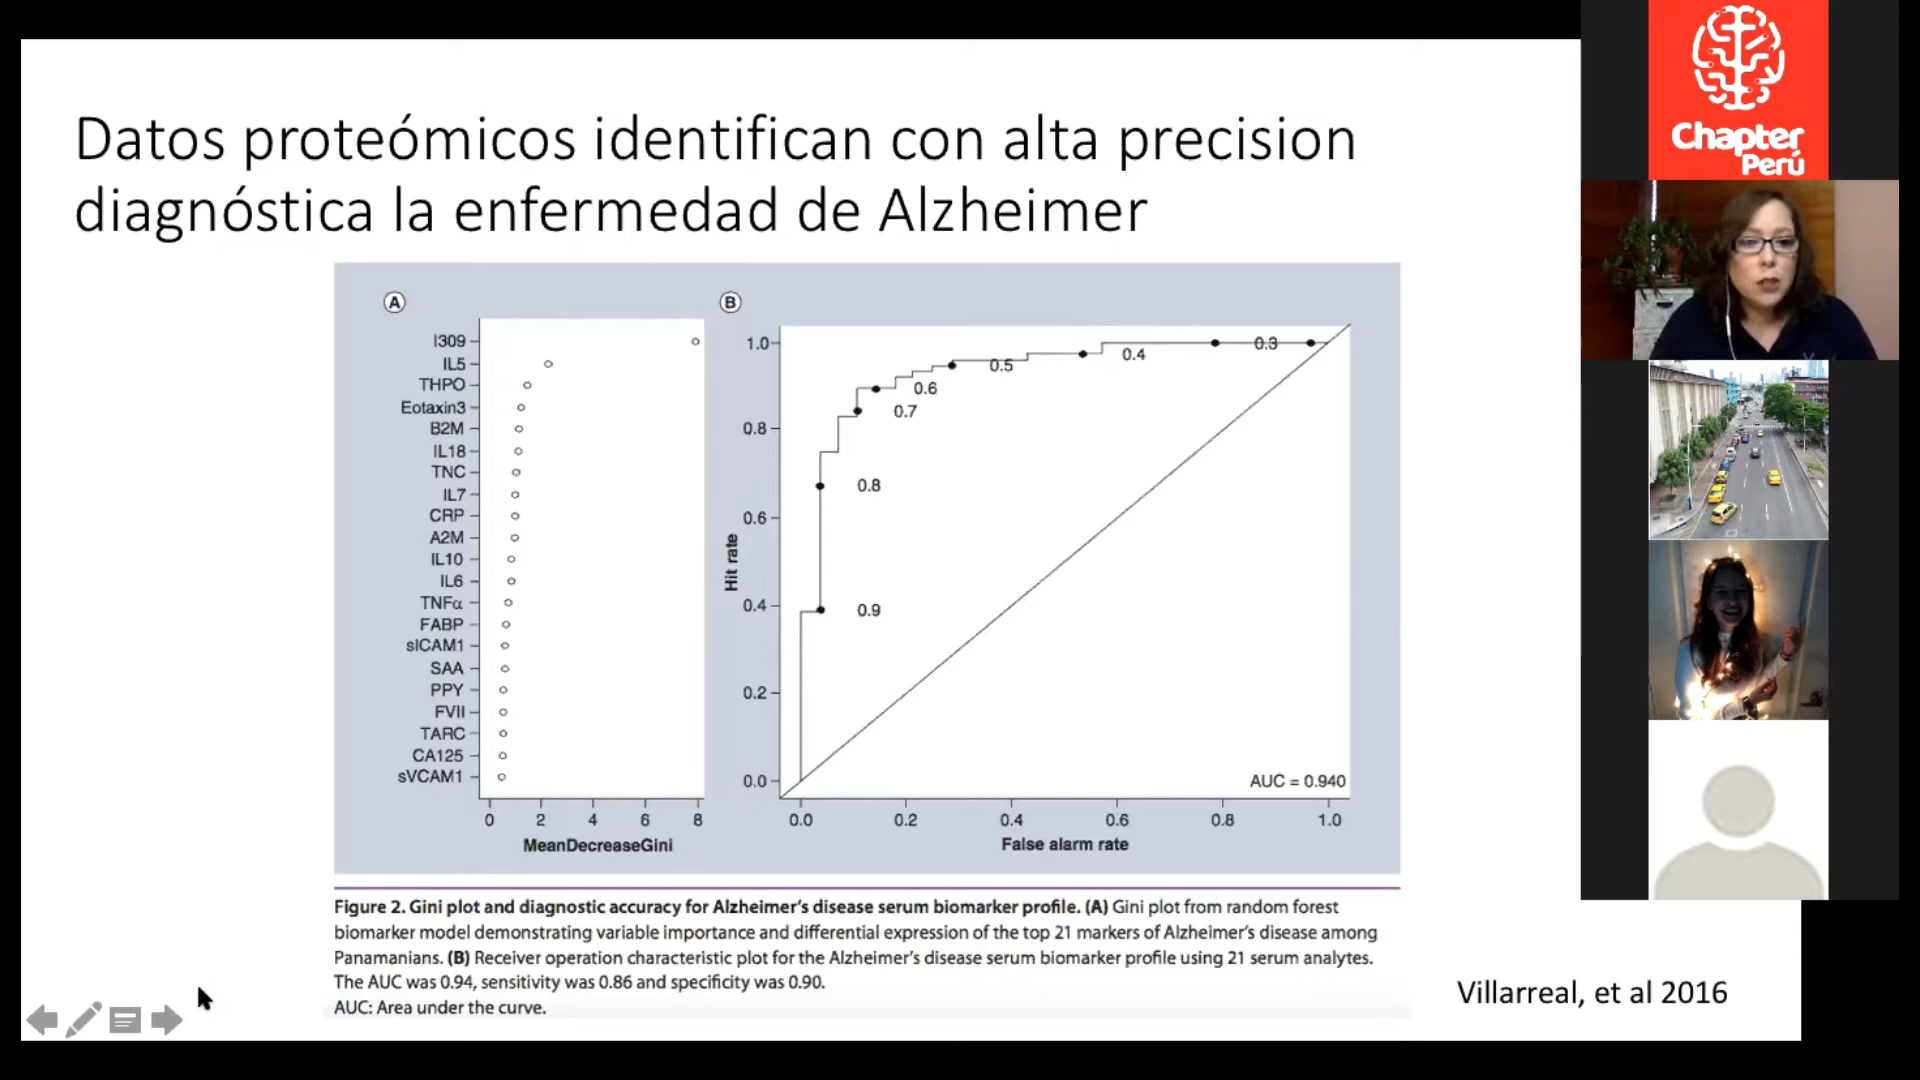 Datos proteómicos identifican con alta precision
diagnóstica la enfermedad de Alzheimer
A
I309
IL5
THPO
Eotaxin3
B2M
IL18
TNC
IL7
CRP
A2M
IL10
IL6
TNFα
FABP
sICAM1
SAA
PPY
FVII
TARC
CA125
sVCAM1
0 2 4 6 8
MeanDecreaseGini
B
Hit rate
1.0
0.8
0.6
0.4
0.2
0.0
0.3
0.4
0.5
0.6
0.7
0.8
0.9
AUC = 0.940
0.0 0.2 0.4 0.6 0.8 1.0
False alarm rate
Figure 2. Gini plot and diagnostic accuracy for Alzheimer's disease serum biomarker profile. (A) Gini plot from random forest
biomarker model demonstrating variable importance and differential expression of the top 21 markers of Alzheimer's disease among
Panamanians. (B) Receiver operation characteristic plot for the Alzheimer's disease serum biomarker profile using 21 serum analytes.
The AUC was 0.94, sensitivity was 0.86 and specificity was 0.90.
AUC: Area under the curve.
Villarreal, et al 2016
Chapter
Perú